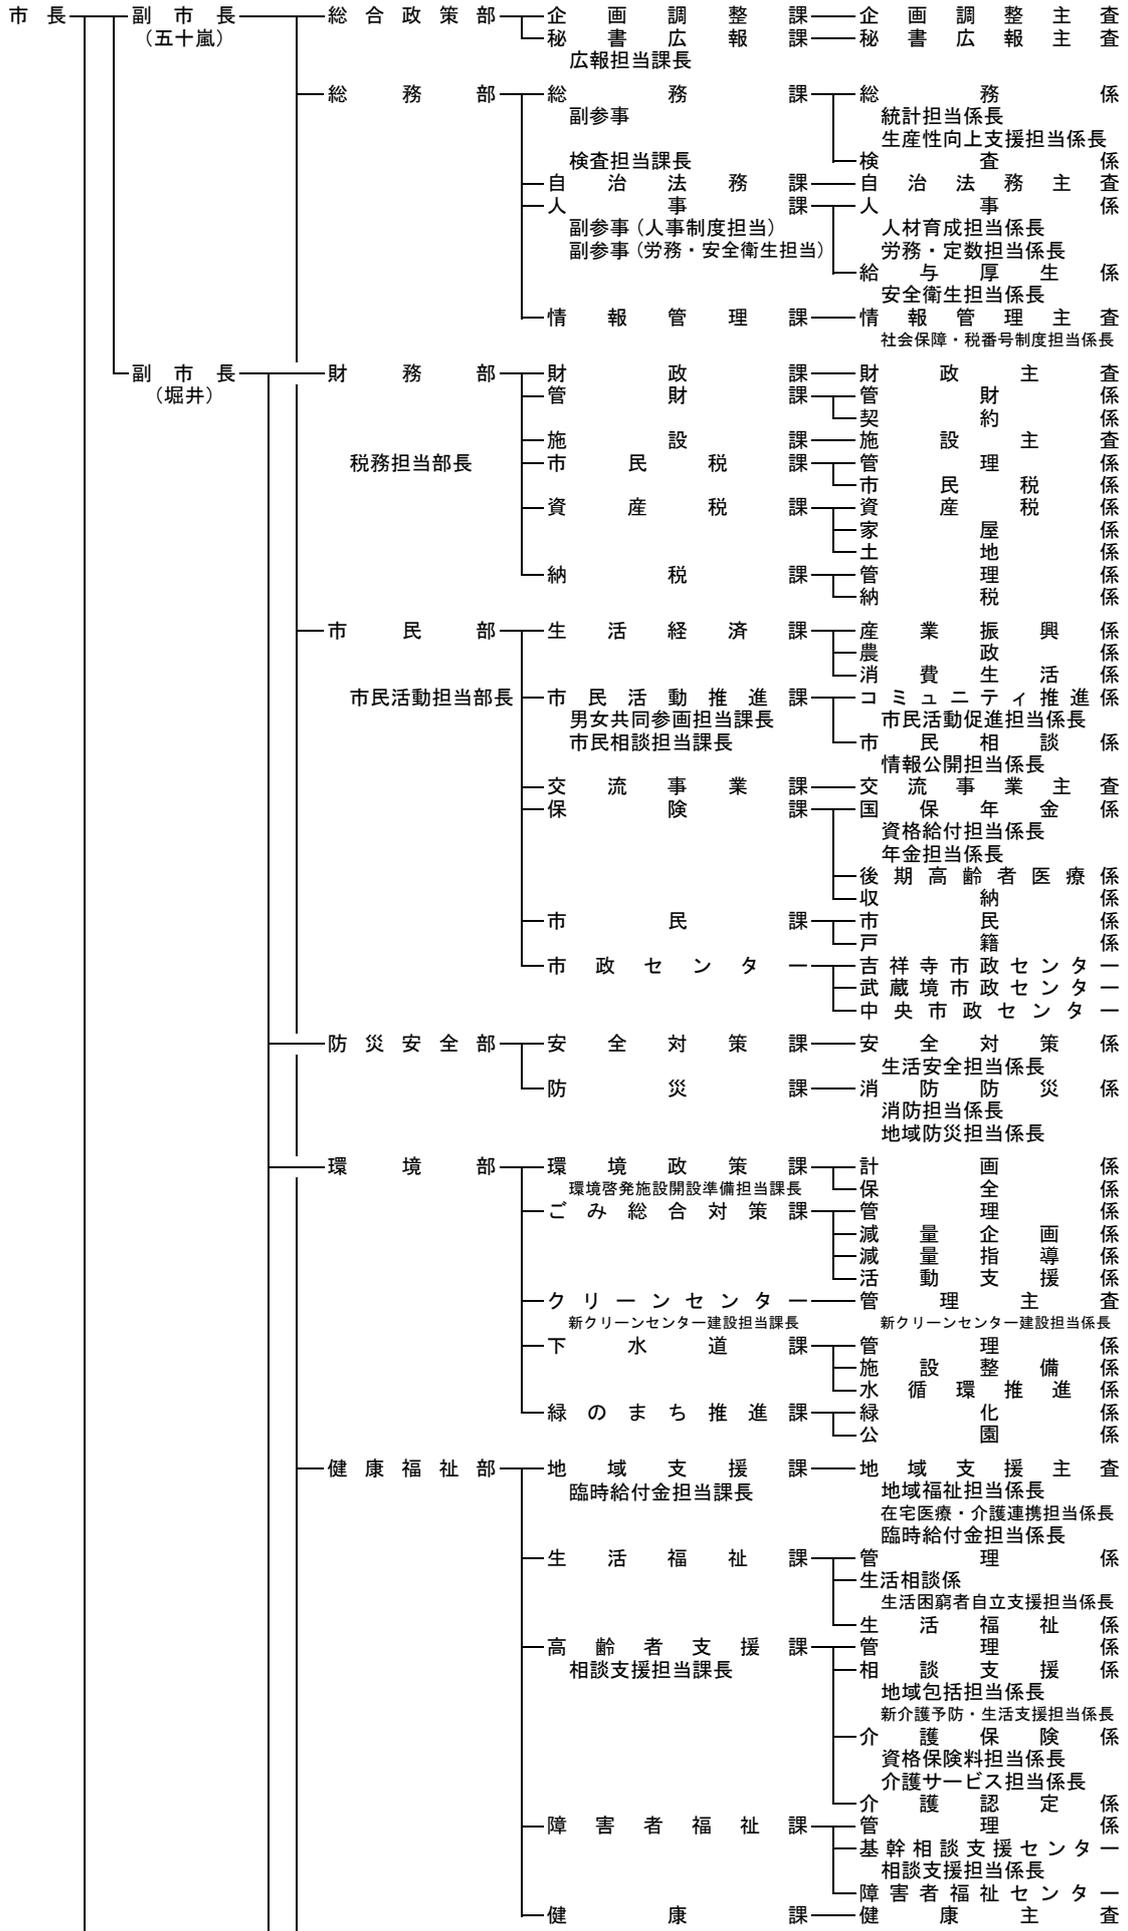 市長 副市長 総合政策部 企画調整課 企画調整主査
（五十嵐） 秘書広報課 秘書広報主査
広報担当課長
総務部 総務課 総務係
副参事 統計担当係長
生産性向上支援担当係長
検査担当課長 検査係
自治法務課 自治法務主査
人事課 人事係
副参事（人事制度担当） 人材育成担当係長
副参事（労務・安全衛生担当） 労務・定数担当係長
給与厚生係
安全衛生担当係長
情報管理課 情報管理主査
社会保障・税番号制度担当係長
副市長 財務部 財政課 財政主査
（堀井） 管財課 管財係
契約係
施設課 施設主査
税務担当部長 市民税課 管理係
市民税係
資産税課 資産税係
家屋係
土地係
納税課 管理係
納税係
市民部 生活経済課 産業振興係
農政係
消費生活係
市民活動担当部長 市民活動推進課 コミュニティ推進係
男女共同参画担当課長 市民活動促進担当係長
市民相談担当課長 市民相談係
情報公開担当係長
交流事業課 交流事業主査
保険課 国保年金係
資格給付担当係長
年金担当係長
後期高齢者医療係
収納係
市民課 市民係
戸籍係
市政センター 吉祥寺市政センター
武蔵境市政センター
中央市政センター
防災安全部 安全対策課 安全対策係
生活安全担当係長
防災課 消防防災係
消防担当係長
地域防災担当係長
環境部 環境政策課 計画係
環境啓発施設開設準備担当課長 保全係
ごみ総合対策課 管理係
減量企画係
減量指導係
活動支援係
クリーンセンター 管理主査
新クリーンセンター建設担当課長 新クリーンセンター建設担当係長
下水道課 管理係
施設整備係
水循環推進係
緑のまち推進課 緑化係
公園係
健康福祉部 地域支援課 地域支援主査
臨時給付金担当課長 地域福祉担当係長
在宅医療・介護連携担当係長
臨時給付金担当係長
生活福祉課 管理係
生活相談係
生活困窮者自立支援担当係長
生活福祉係
高齢者支援課 管理係
相談支援担当課長 相談支援係
地域包括担当係長
新介護予防・生活支援担当係長
介護保険係
資格保険料担当係長
介護サービス担当係長
介護認定係
障害者福祉課 管理係
基幹相談支援センター
相談支援担当係長
障害者福祉センター
健康課 健康主査